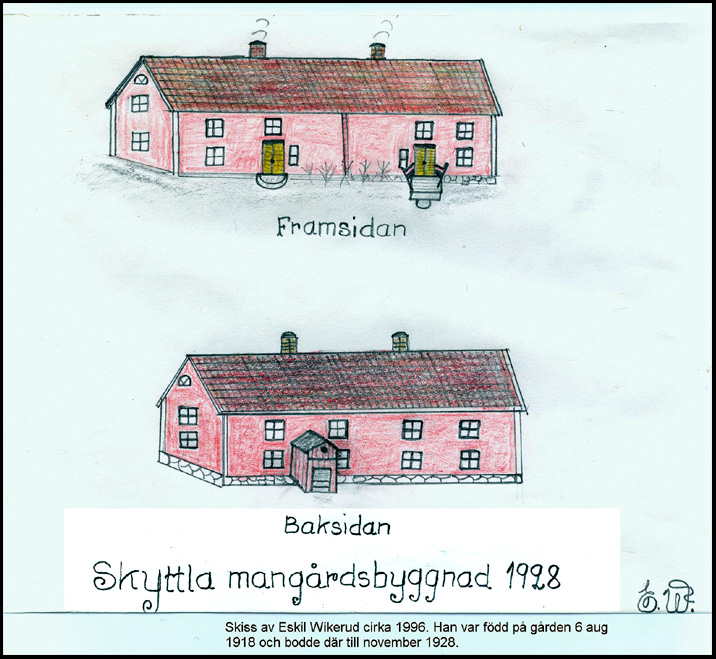 Framsidan
Baksidan
Skyttla mangårdsbyggnad 1928
E.W.
Skiss av Eskil Wikerud cirka 1996. Han var född på gården 6 aug
1918 och bodde där till november 1928.